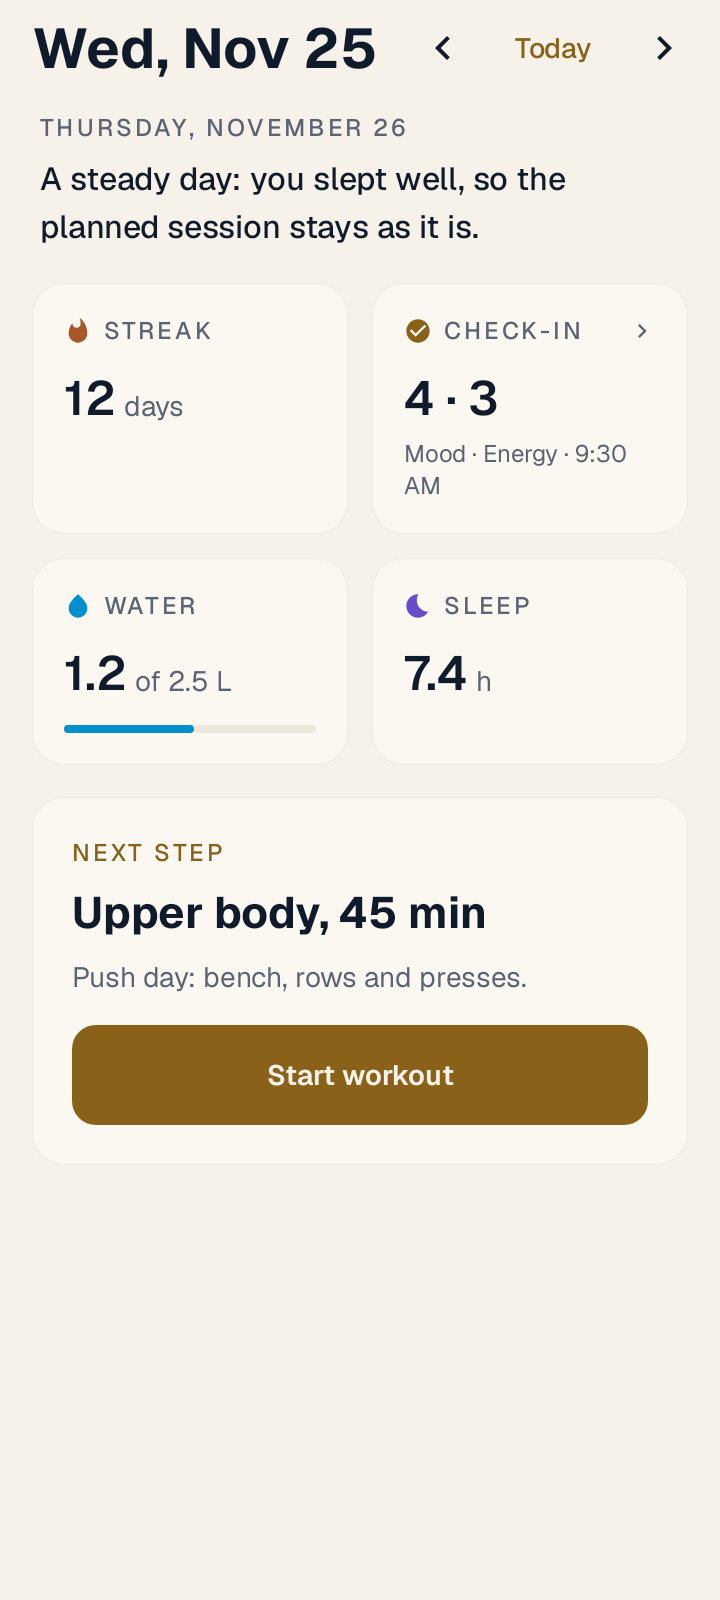 Wed, Nov 25
Today
THURSDAY, NOVEMBER 26
A steady day: you slept well, so the
planned session stays as it is.
STREAK
12 days
CHECK-IN
4 · 3
Mood · Energy · 9:30
AM
WATER
1.2 of 2.5 L
SLEEP
7.4 h
NEXT STEP
Upper body, 45 min
Push day: bench, rows and presses.
Start workout